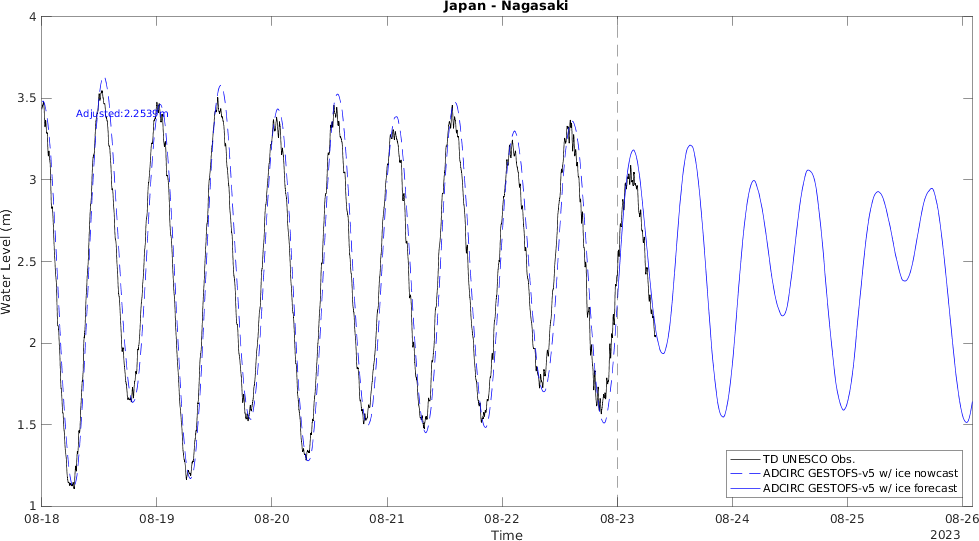 Japan - Nagasaki
4
3.5
3
2.5
2
1.5
1
Water Level (m)
Adjusted:2.2539m
TD UNESCO Obs.
ADCIRC GESTOFS-v5 w/ ice nowcast
ADCIRC GESTOFS-v5 w/ ice forecast
08-18 08-19 08-20 08-21 08-22 08-23 08-24 08-25 08-26
Time
2023